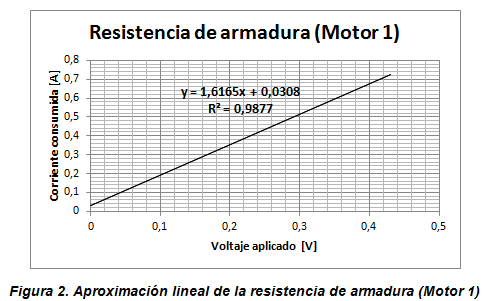 Resistencia de armadura (Motor 1)
y = 1,6165x + 0,0308
R² = 0,9877
Corriente consumida [A]
0,8
0,7
0,6
0,5
0,4
0,3
0,2
0,1
0
0 0,1 0,2 0,3 0,4 0,5
Voltaje aplicado [V]
Figura 2. Aproximación lineal de la resistencia de armadura (Motor 1)